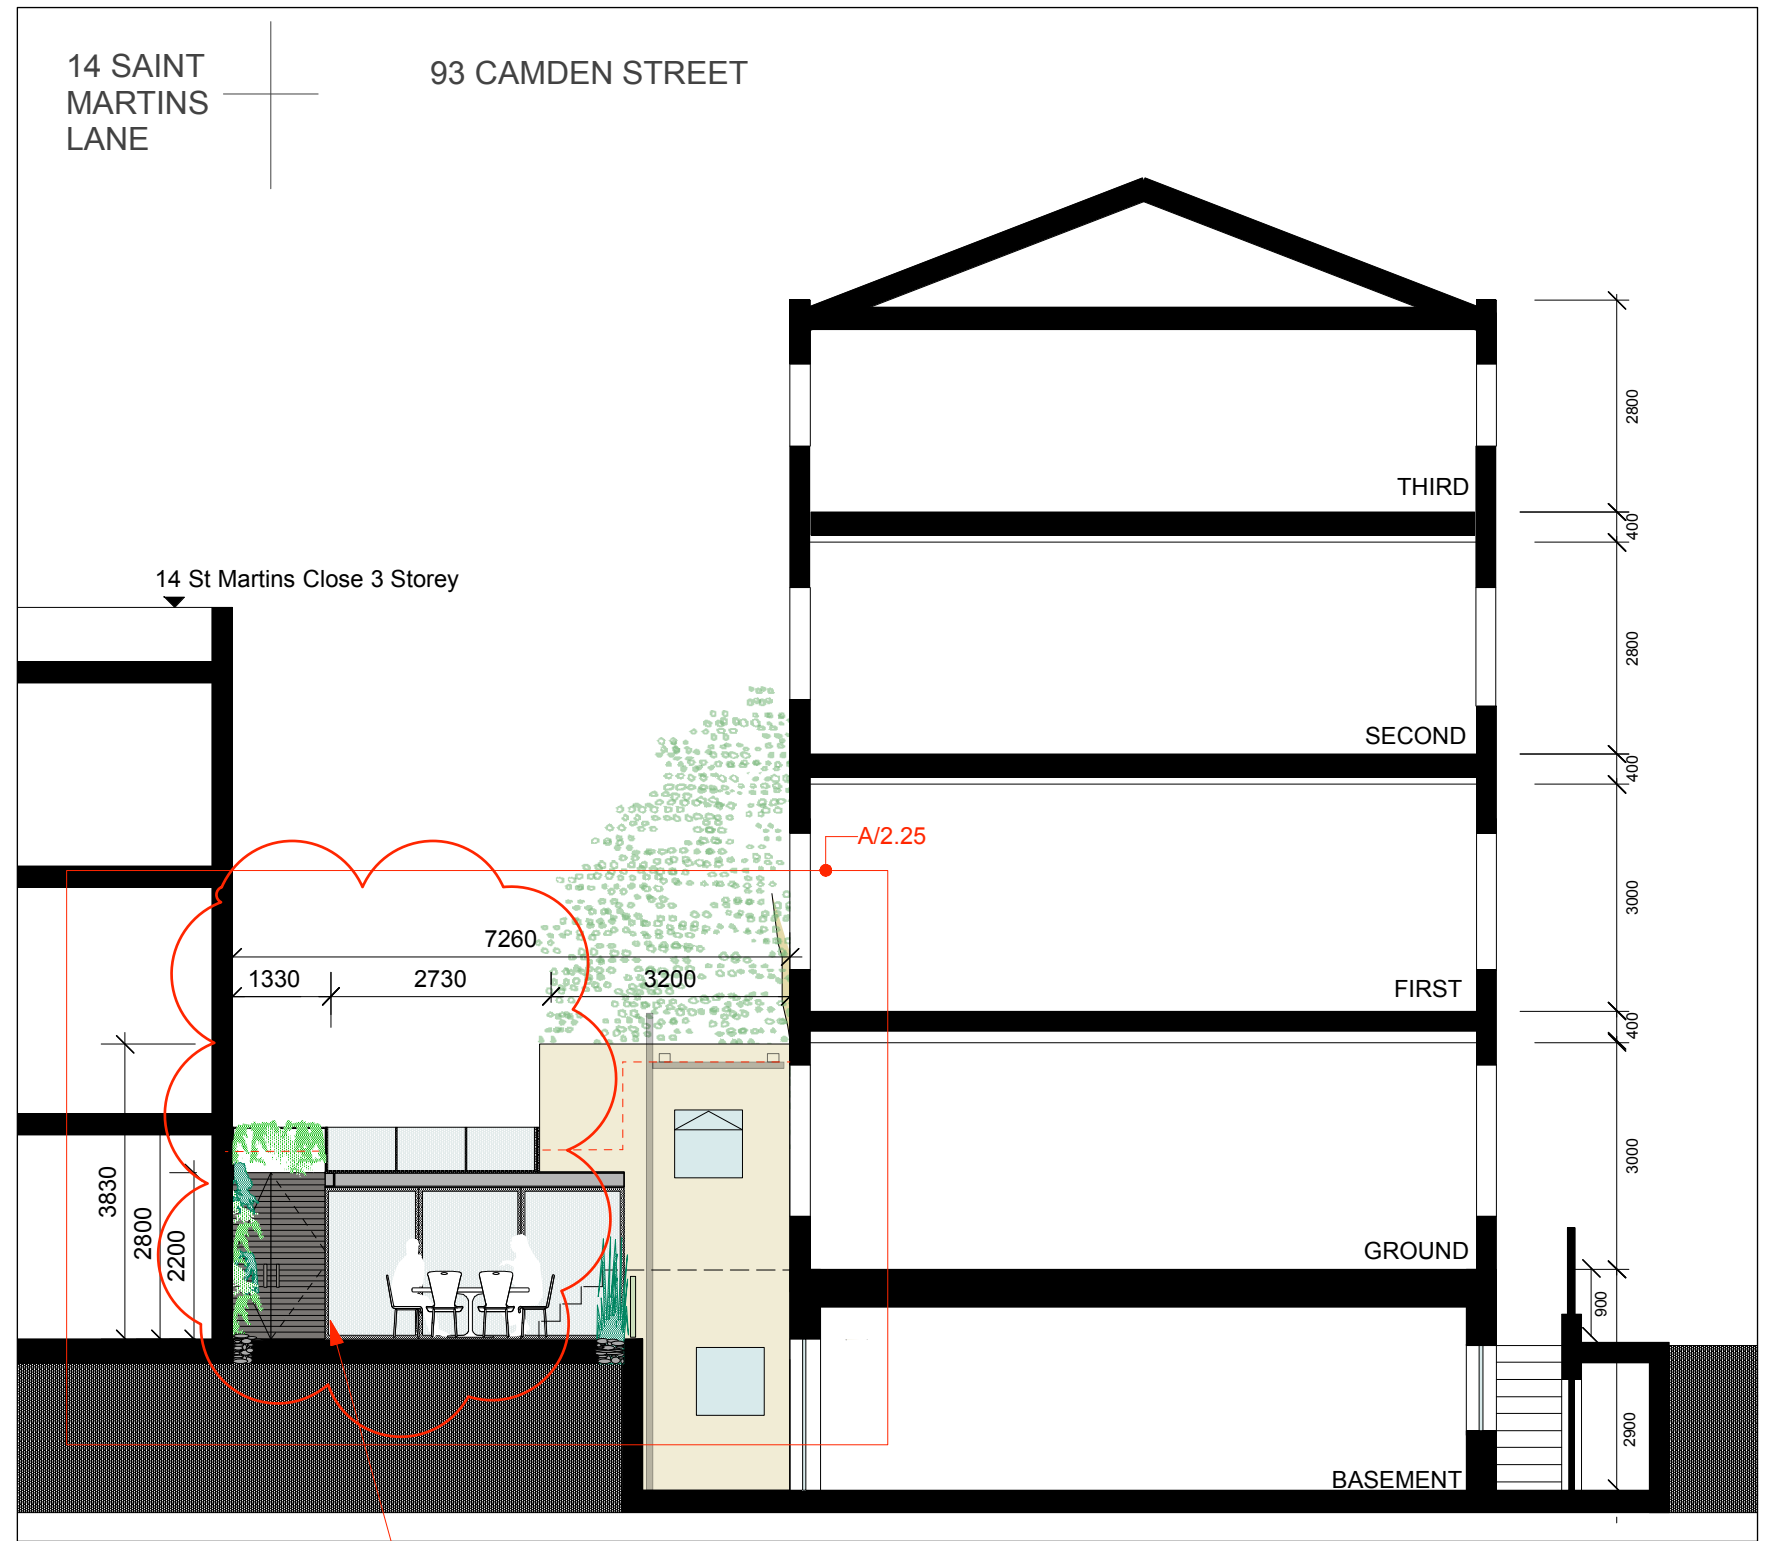 14 SAINT
MARTINS
LANE
93 CAMDEN STREET
2800
THIRD
400
14 St Martins Close 3 Storey
2800
SECOND
400
A/2.25
3000
7260
1330
2730
3200
FIRST
400
3830
2800
2200
3000
GROUND
900
2900
BASEMENT